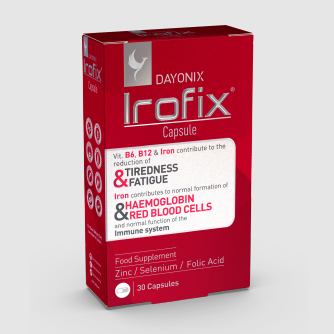 DAYONIX
Irofix®
Capsule
Vit. B6, B12 & Iron contribute to the
reduction of
& TIREDNESS
FATIGUE
Iron contributes to normal formation of
& HAEMOGLOBIN
RED BLOOD CELLS
and normal function of the
Immune system
Food Supplement
Zinc / Selenium / Folic Acid
30 Capsules